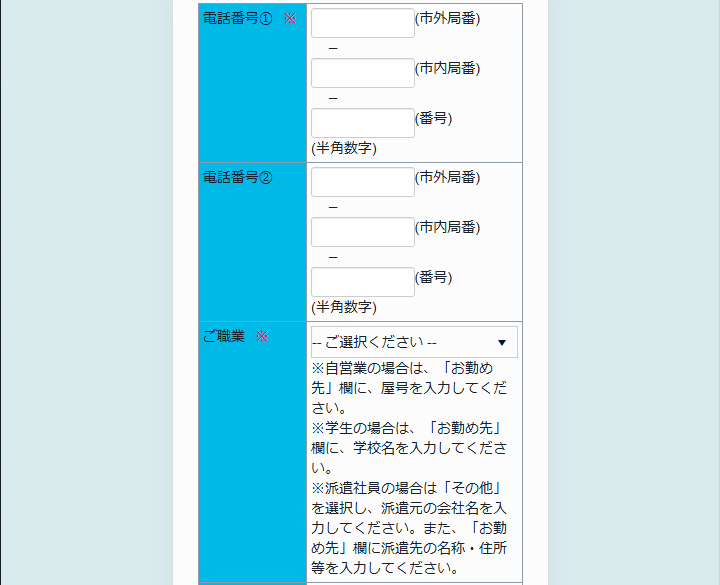 電話番号① ※
(市外局番)
–
(市内局番)
–
(番号)
(半角数字)
電話番号②
(市外局番)
–
(市内局番)
–
(番号)
(半角数字)
ご職業 ※
-- ご選択ください --
※自営業の場合は、「お勤め
先」欄に、屋号を入力してくだ
さい。
※学生の場合は、「お勤め先」
欄に、学校名を入力してくださ
い。
※派遣社員の場合は「その他」
を選択し、派遣元の会社名を入
力してください。また、「お勤
め先」欄に派遣先の名称・住所
等を入力してください。